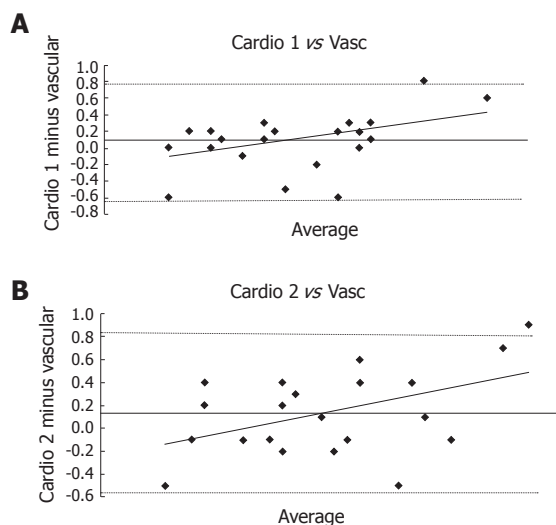 A
Cardio 1 vs Vasc
Cardio 1 minus vascular
1.0
0.8
0.6
0.4
0.2
0.0
-0.2
-0.4
-0.6
-0.8
Average
B
Cardio 2 vs Vasc
Cardio 2 minus vascular
1.0
0.8
0.6
0.4
0.2
0.0
-0.2
-0.4
-0.6
Average